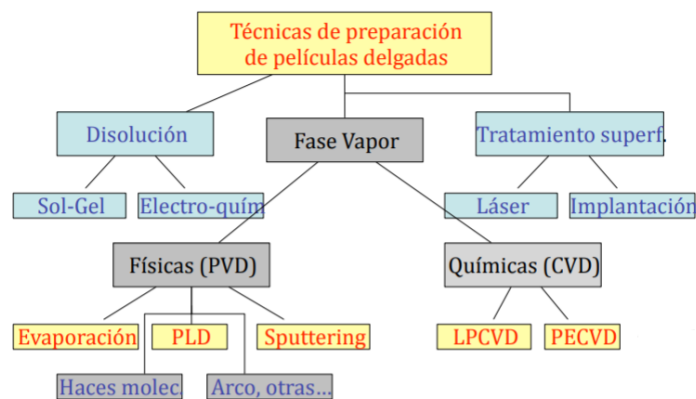 Técnicas de preparación
de películas delgadas
Disolución
Fase Vapor
Tratamiento superf.
Sol-Gel
Electro-quím
Láser
Implantación
Físicas (PVD)
Químicas (CVD)
Evaporación
PLD
Sputtering
LPCVD
PECVD
Haces molec.
Arco, otras...